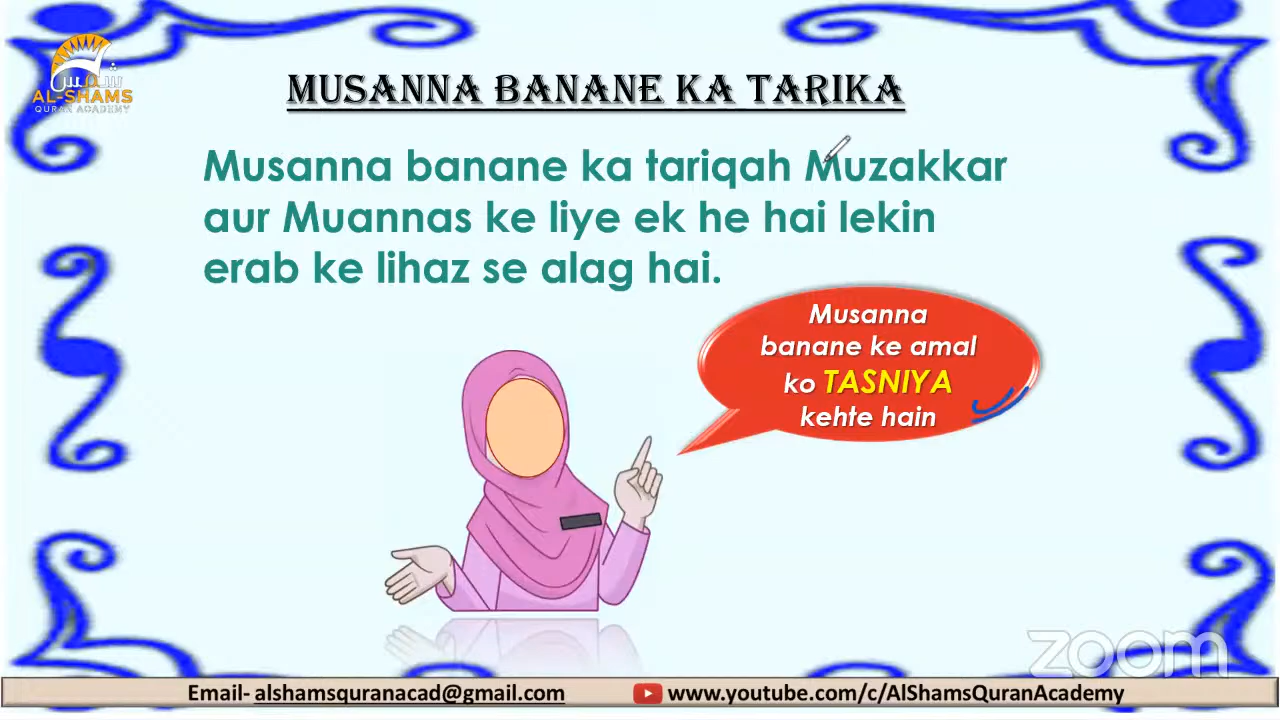 شمس
AL-SHAMS
QURAN ACADEMY
MUSANNA BANANE KA TARIKA
Musanna banane ka tariqah Muzakkar
aur Muannas ke liye ek he hai lekin
erab ke lihaz se alag hai.
Musanna
banane ke amal
ko TASNIYA
kehte hain
zoom
Email- alshamsquranacad@gmail.com
www.youtube.com/c/AlShamsQuranAcademy